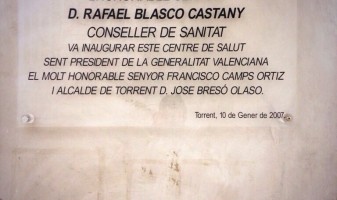 D. RAFAEL BLASCO CASTANY
CONSELLER DE SANITAT
VA INAUGURAR ESTE CENTRE DE SALUT
SENT PRESIDENT DE LA GENERALITAT VALENCIANA
EL MOLT HONORABLE SENYOR FRANCISCO CAMPS ORTIZ
I ALCALDE DE TORRENT D. JOSE BRESÓ OLASO.
Torrent, 10 de Gener de 2007